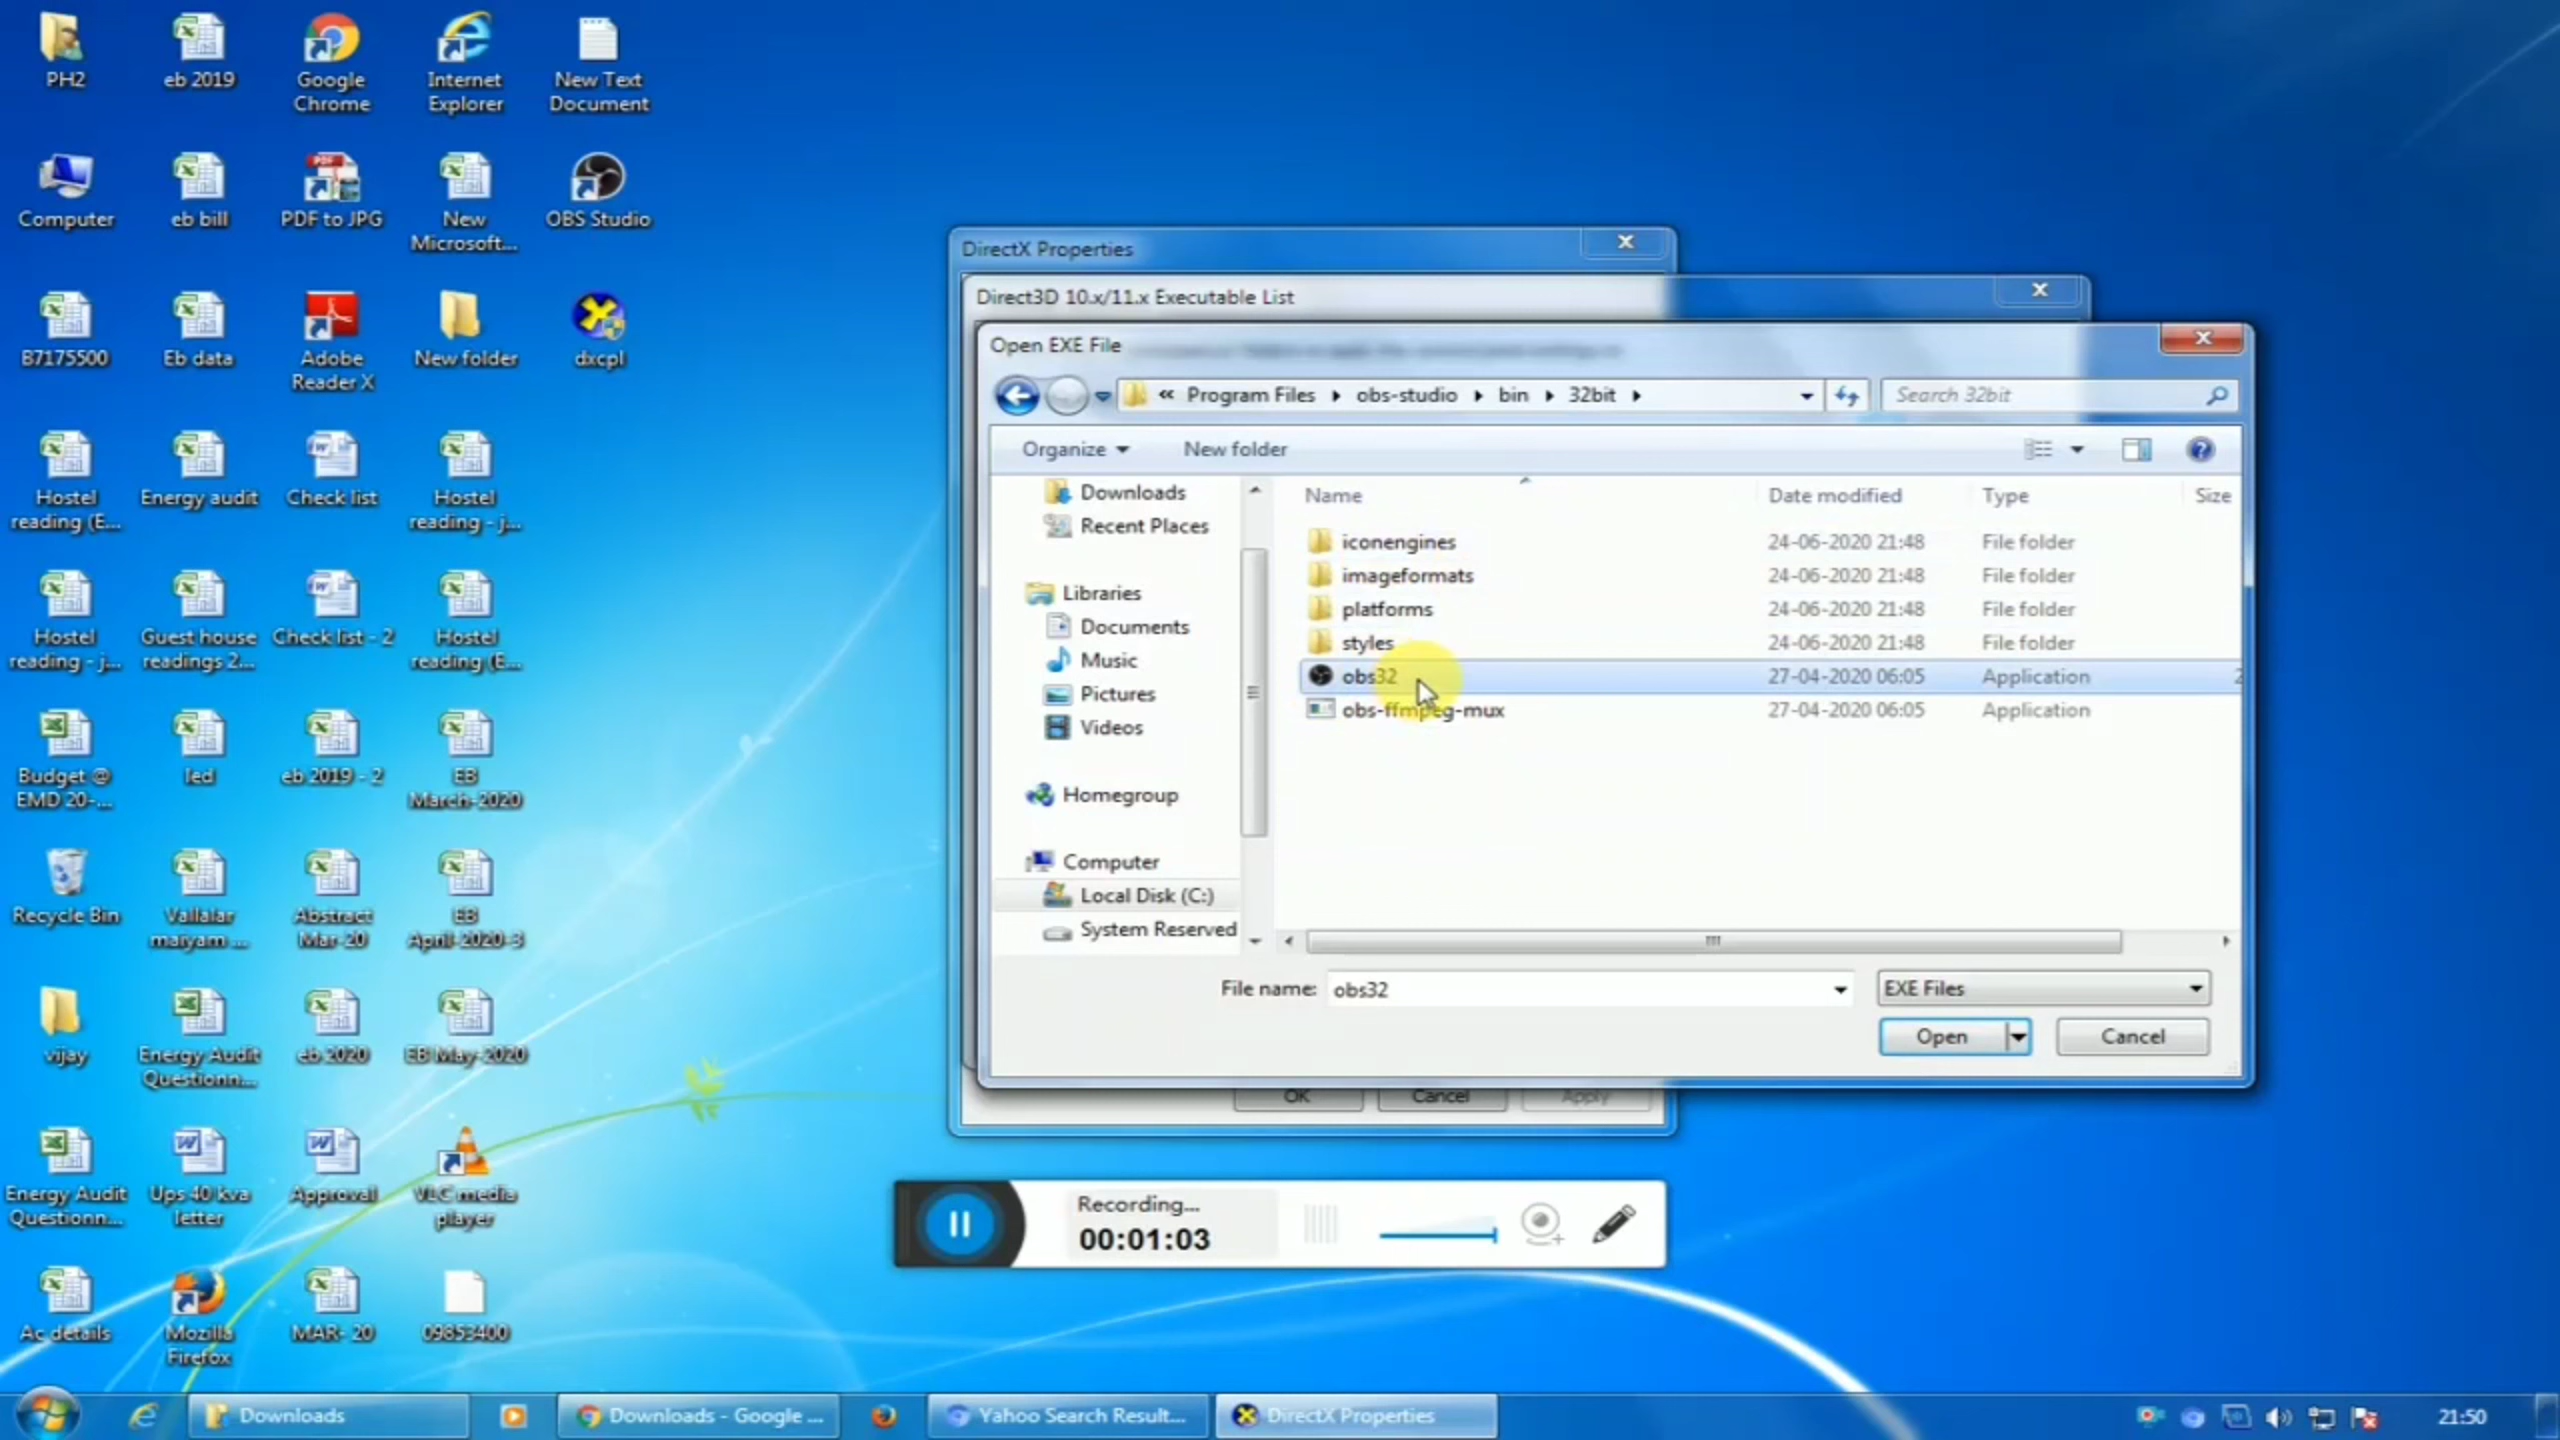 PH2
eb 2019
Google
Chrome
Internet
Explorer
New Text
Document
Computer
eb bill
PDF
PDF to JPG
New
Microsoft...
OBS Studio
B7175500
Eb data
Adobe
Reader X
New folder
dxcpl
Hostel
reading (E...
Energy audit
Check list
Hostel
reading - j...
Hostel
reading - j...
Guest house
readings 2...
Check list - 2
Hostel
reading (E...
Budget @
EMD 20-...
led
eb 2019 - 2
EB
March-2020
Recycle Bin
Vallalar
maiyam ...
Abstract
Mar-20
EB
April-2020-3
vijay
Energy Audit
Questionn...
eb 2020
EB May-2020
Energy Audit
Questionn...
Ups 40 kva
letter
Approval
VLC media
player
Ac details
Mozilla
Firefox
MAR- 20
09853400
DirectX Properties
Direct3D 10.x/11.x Executable List
Open EXE File
« Program Files ▸ obs-studio ▸ bin ▸ 32bit ▸
Search 32bit
Organize
New folder
Downloads
Recent Places
Libraries
Documents
Music
Pictures
Videos
Homegroup
Computer
Local Disk (C:)
System Reserved
Name Date modified Type Size
iconengines 24-06-2020 21:48 File folder
imageformats 24-06-2020 21:48 File folder
platforms 24-06-2020 21:48 File folder
styles 24-06-2020 21:48 File folder
obs32 27-04-2020 06:05 Application 2
obs-ffmpeg-mux 27-04-2020 06:05 Application
File name: obs32
EXE Files
Open
Cancel
OK
Cancel
Apply
Recording...
00:01:03
Downloads
Downloads - Google ...
Yahoo Search Result...
DirectX Properties
21:50